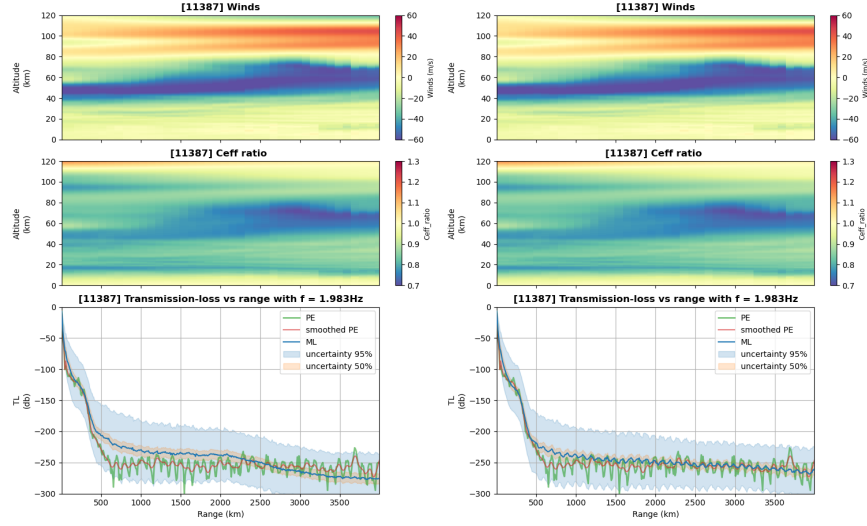 [11387] Winds
120
100
80
60
40
20
0
Altitude
(km)
60
40
20
0
−20
−40
−60
Winds (m/s)
[11387] Ceff ratio
120
100
80
60
40
20
0
Altitude
(km)
1.3
1.2
1.1
1.0
0.9
0.8
0.7
Ceff_ratio
[11387] Transmission-loss vs range with f = 1.983Hz
0
−50
−100
−150
−200
−250
−300
TL
(db)
PE
smoothed PE
ML
uncertainty 95%
uncertainty 50%
500
1000
1500
2000
2500
3000
3500
Range (km)
[11387] Winds
120
100
80
60
40
20
0
Altitude
(km)
60
40
20
0
−20
−40
−60
Winds (m/s)
[11387] Ceff ratio
120
100
80
60
40
20
0
Altitude
(km)
1.3
1.2
1.1
1.0
0.9
0.8
0.7
Ceff_ratio
[11387] Transmission-loss vs range with f = 1.983Hz
0
−50
−100
−150
−200
−250
−300
TL
(db)
PE
smoothed PE
ML
uncertainty 95%
uncertainty 50%
500
1000
1500
2000
2500
3000
3500
Range (km)